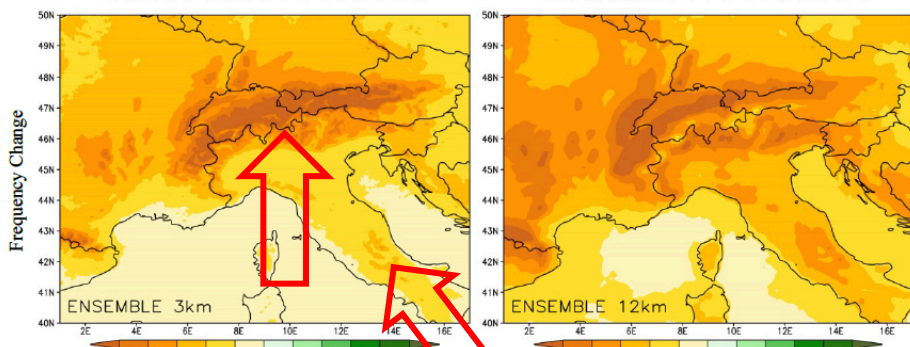 Frequency Change
50N
49N
48N
47N
46N
45N
44N
43N
42N
41N
40N
ENSEMBLE 3km
2E 4E 6E 8E 10E 12E 14E 16E
50N
49N
48N
47N
46N
45N
44N
43N
42N
41N
40N
ENSEMBLE 12km
2E 4E 6E 8E 10E 12E 14E 16E